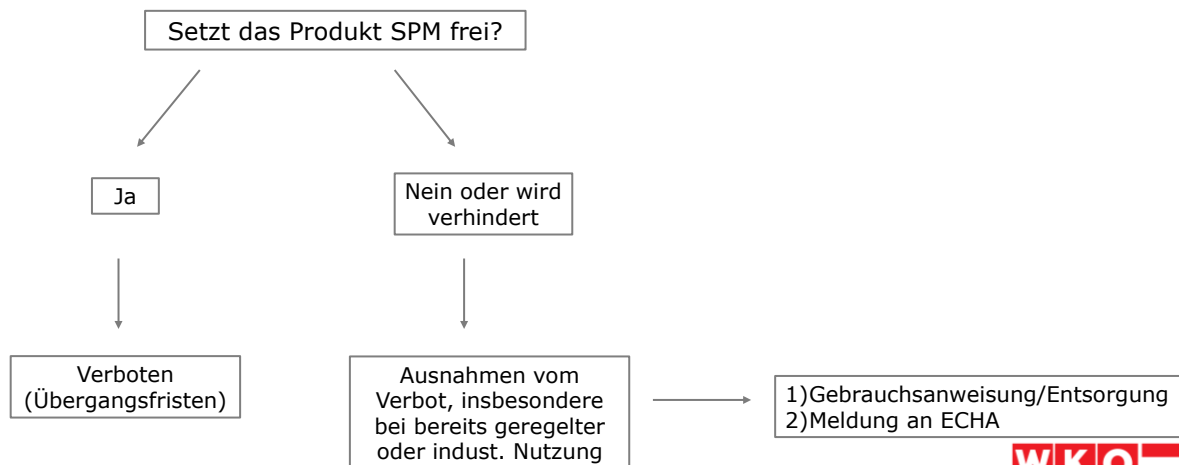 Setzt das Produkt SPM frei?
Ja
Nein oder wird
verhindert
Verboten
(Übergangsfristen)
Ausnahmen vom
Verbot, insbesondere
bei bereits geregelter
oder indust. Nutzung
1)Gebrauchsanweisung/Entsorgung
2)Meldung an ECHA
WKO